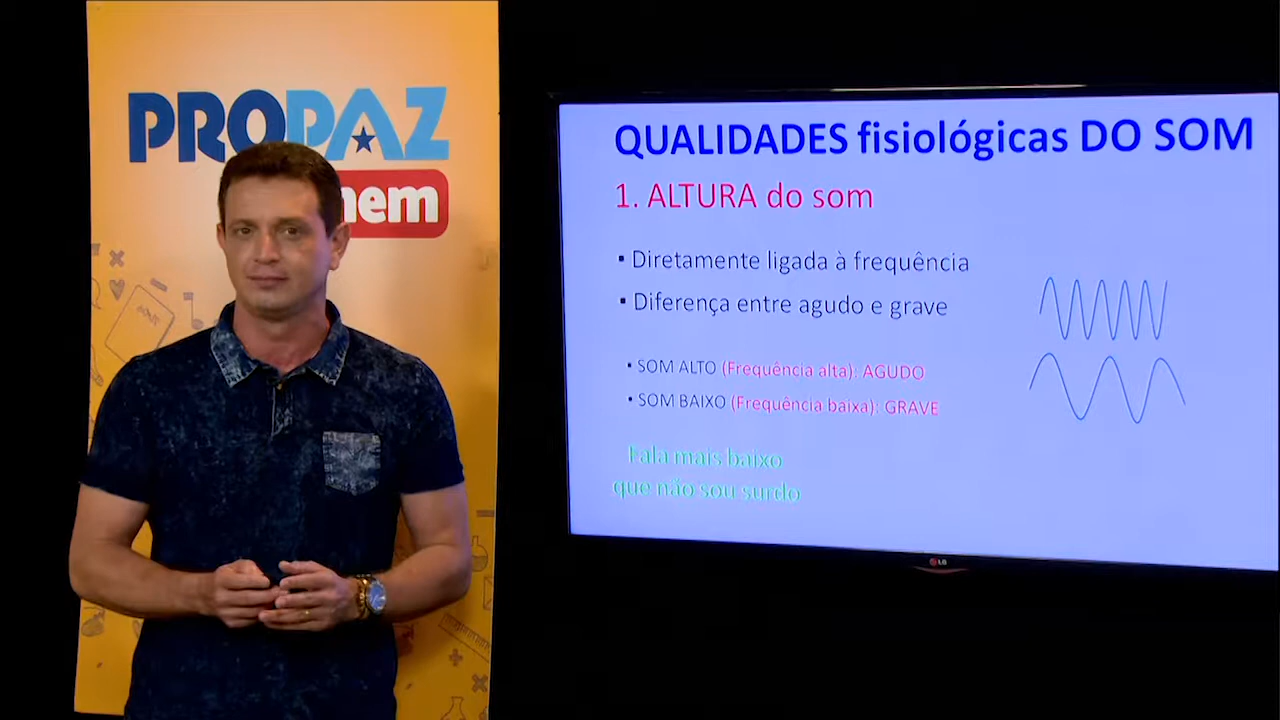 PROPAZ
nem
QUALIDADES fisiológicas DO SOM
1. ALTURA do som
▪ Diretamente ligada à frequência
▪ Diferença entre agudo e grave
• SOM ALTO (Frequência alta): AGUDO
• SOM BAIXO (Frequência baixa): GRAVE
Fala mais baixo
que não sou surdo
LG